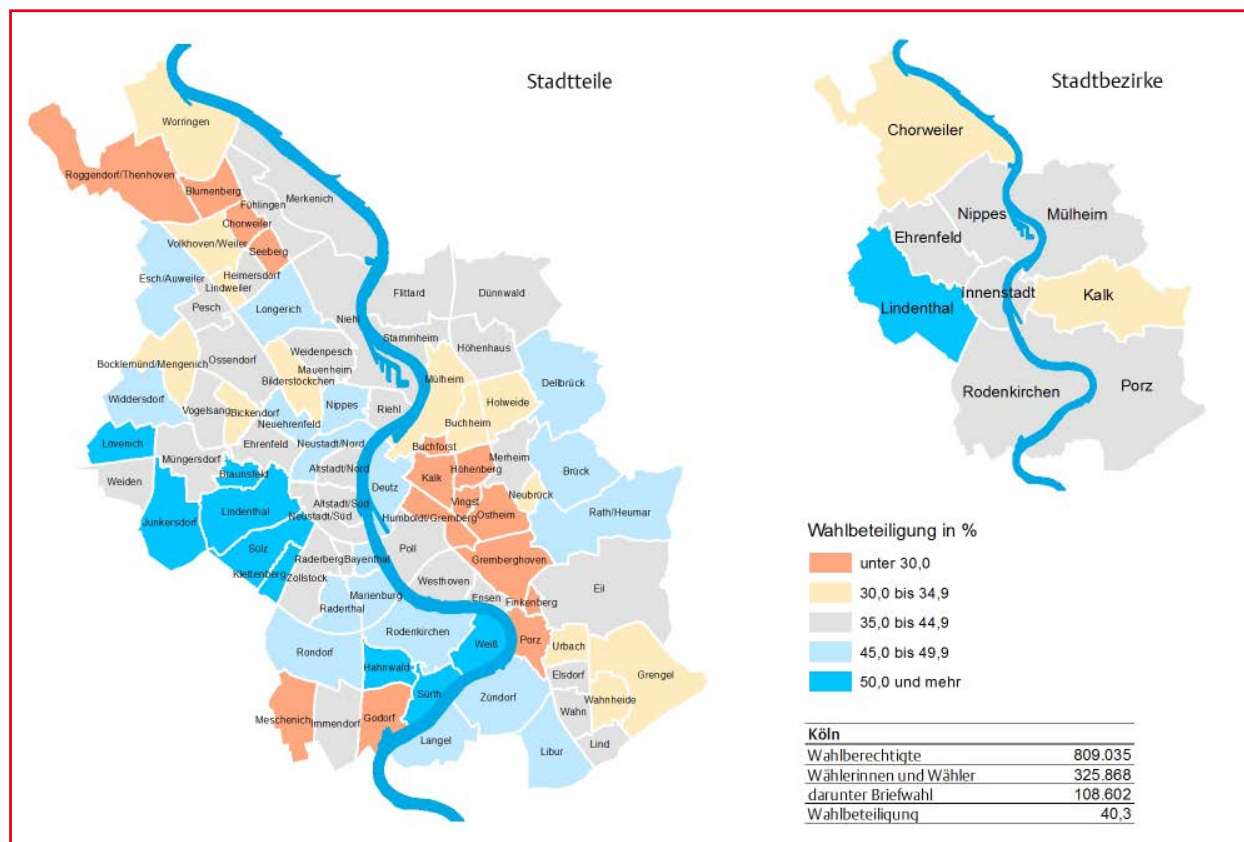 Stadtteile
Worringen
Roggendorf/Thenhoven
Blumenberg
Fühlingen
Merkenich
Chorweiler
Volkhoven/Weiler
Seeberg
Esch/Auweiler
Heimersdorf
Lindweiler
Pesch
Longerich
Niehl
Flittard
Dünnwald
Stammheim
Höhenhaus
Weidenpesch
Ossendorf
Mauenheim
Bocklemünd/Mengenich
Bilderstöckchen
Mülheim
Dellbrück
Widdersdorf
Nippes
Riehl
Holweide
Vogelsang
Bickendorf
Neuehrenfeld
Buchheim
Lövenich
Ehrenfeld
Neustadt/Nord
Buchforst
Müngersdorf
Altstadt/Nord
Höhenberg
Merheim
Weiden
Braunsfeld
Kalk
Brück
Deutz
Neubrück
Altstadt/Süd
Vingst
Lindenthal
Neustadt/Süd
Ostheim
Junkersdorf
Humboldt/Gremberg
Rath/Heumar
Sülz
Poll
Raderberg
Bayenthal
Gremberghoven
Klettenberg
Zollstock
Westhoven
Eil
Marienburg
Ensen
Raderthal
Finkenberg
Rodenkirchen
Weiß
Porz
Urbach
Rondorf
Hahnwald
Elsdorf
Grengel
Sürth
Zündorf
Wahnheide
Meschenich
Immendorf
Godorf
Wahn
Langel
Libur
Lind
Stadtbezirke
Chorweiler
Nippes
Mülheim
Ehrenfeld
Innenstadt
Kalk
Lindenthal
Rodenkirchen
Porz
Wahlbeteiligung in %
unter 30,0
30,0 bis 34,9
35,0 bis 44,9
45,0 bis 49,9
50,0 und mehr
Köln
Wahlberechtigte 809.035
Wählerinnen und Wähler 325.868
darunter Briefwahl 108.602
Wahlbeteiligung 40,3